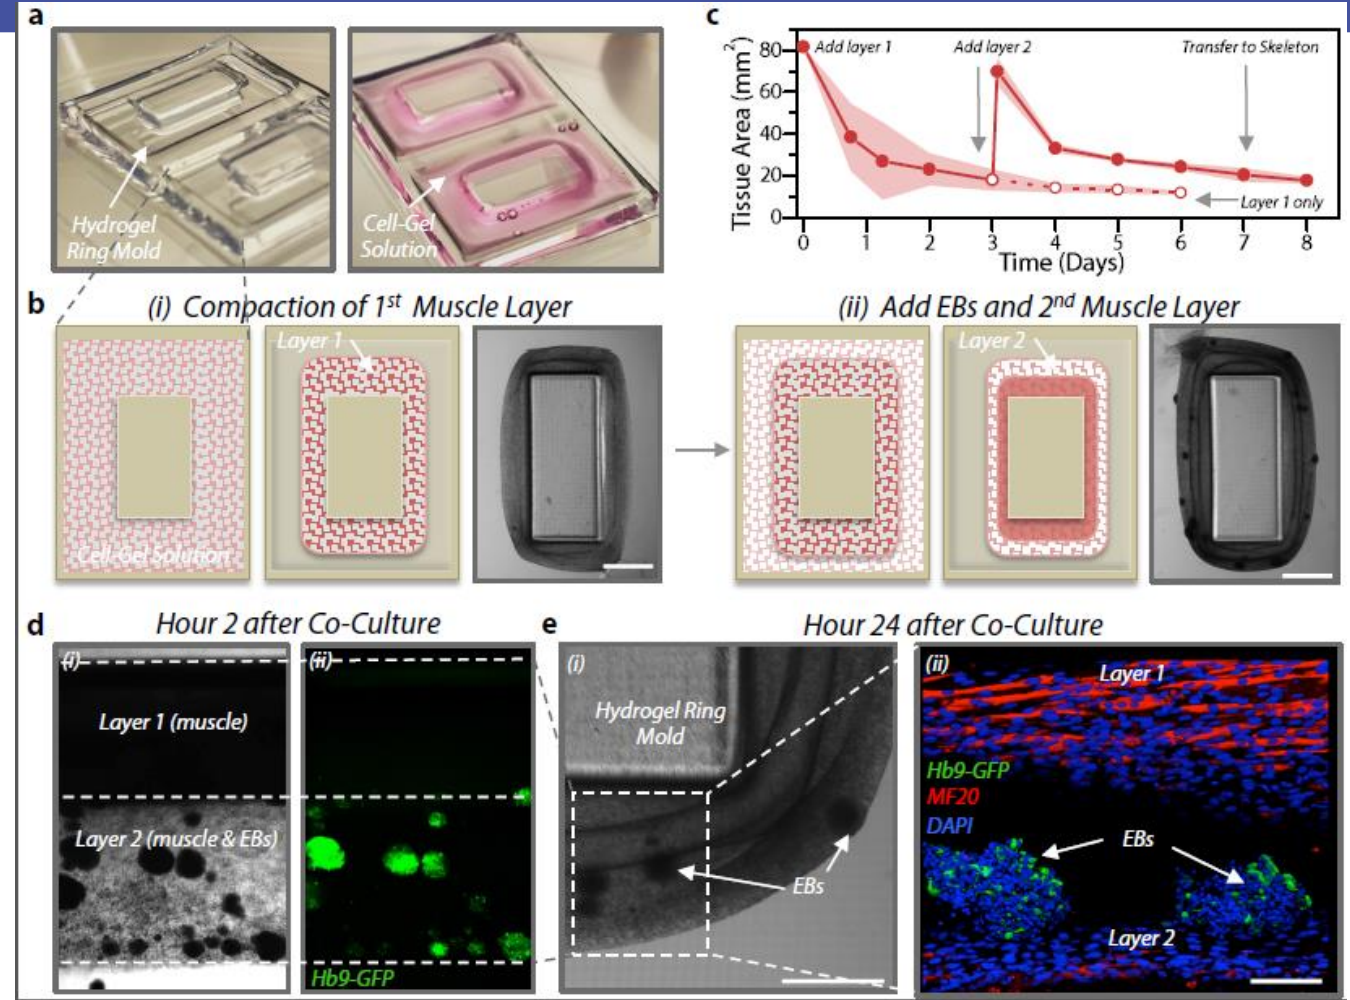 a
Hydrogel
Ring Mold
Cell-Gel
Solution
c
Tissue Area (mm²)
80
60
40
20
0
Add layer 1
Add layer 2
Transfer to Skeleton
Layer 1 only
0 1 2 3 4 5 6 7 8
Time (Days)
b
(i) Compaction of 1st Muscle Layer
Cell-Gel Solution
Layer 1
(ii) Add EBs and 2nd Muscle Layer
Layer 2
d
Hour 2 after Co-Culture
(i)
Layer 1 (muscle)
Layer 2 (muscle & EBs)
(ii)
Hb9-GFP
e
Hour 24 after Co-Culture
(i)
Hydrogel Ring
Mold
EBs
(ii)
Layer 1
Hb9-GFP
MF20
DAPI
EBs
Layer 2